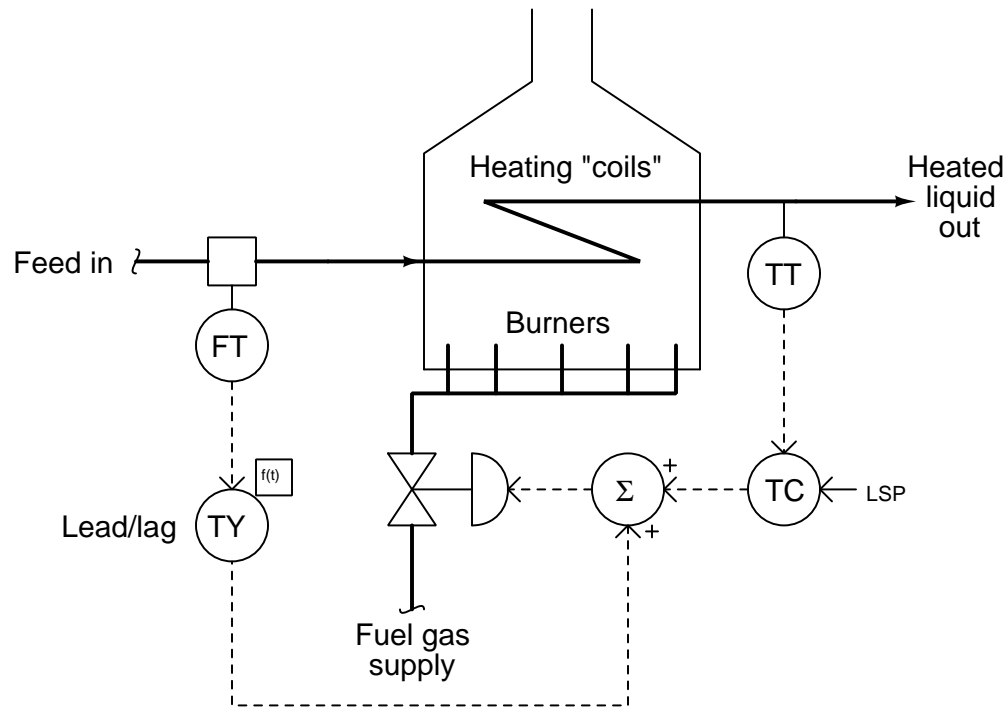 Heating "coils"
Heated
liquid
out
Feed in
TT
FT
Burners
f(t)
+
Σ
TC
LSP
Lead/lag
TY
+
Fuel gas
supply